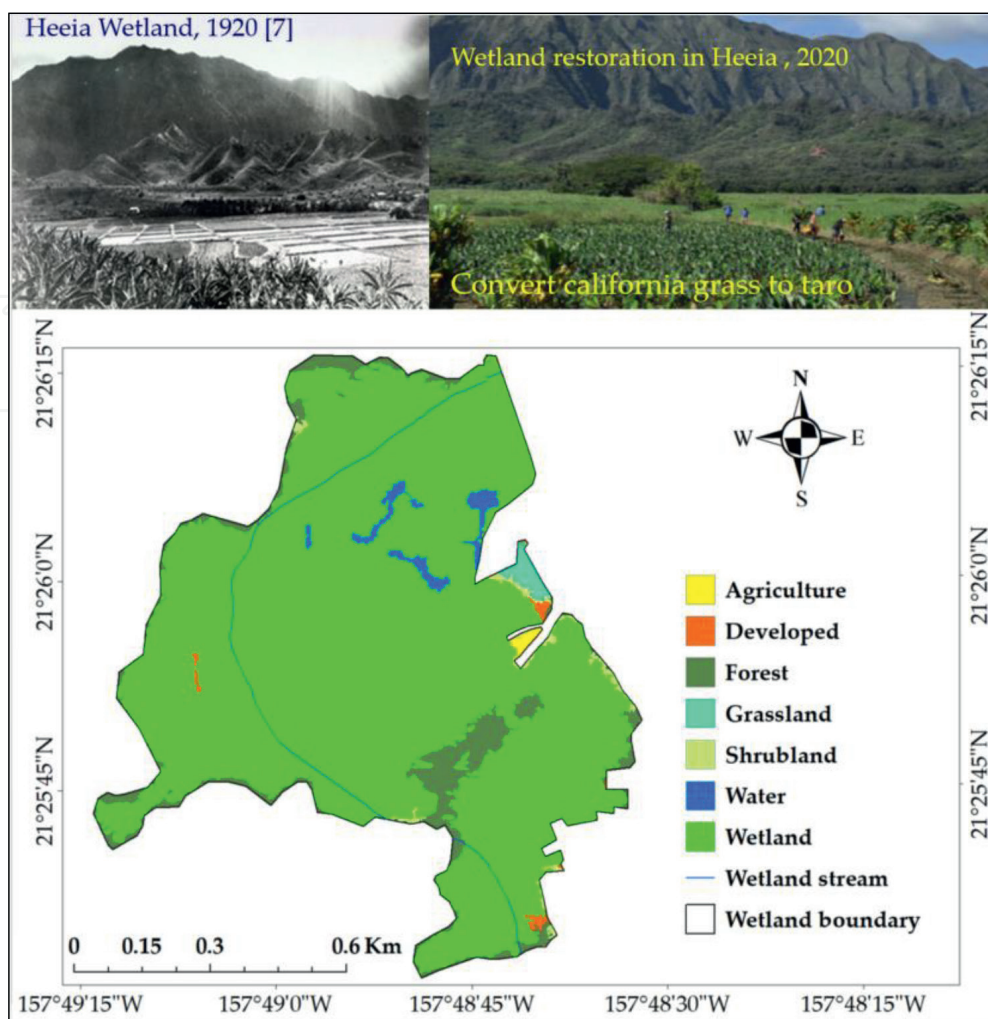 Heeia Wetland, 1920 [7]
Wetland restoration in Heeia , 2020
Convert california grass to taro
21°26'15"N
21°26'0"N
21°25'45"N
21°26'15"N
21°26'0"N
21°25'45"N
N
W E
S
Agriculture
Developed
Forest
Grassland
Shrubland
Water
Wetland
Wetland stream
Wetland boundary
0 0.15 0.3 0.6 Km
157°49'15"W 157°49'0"W 157°48'45"W 157°48'30"W 157°48'15"W